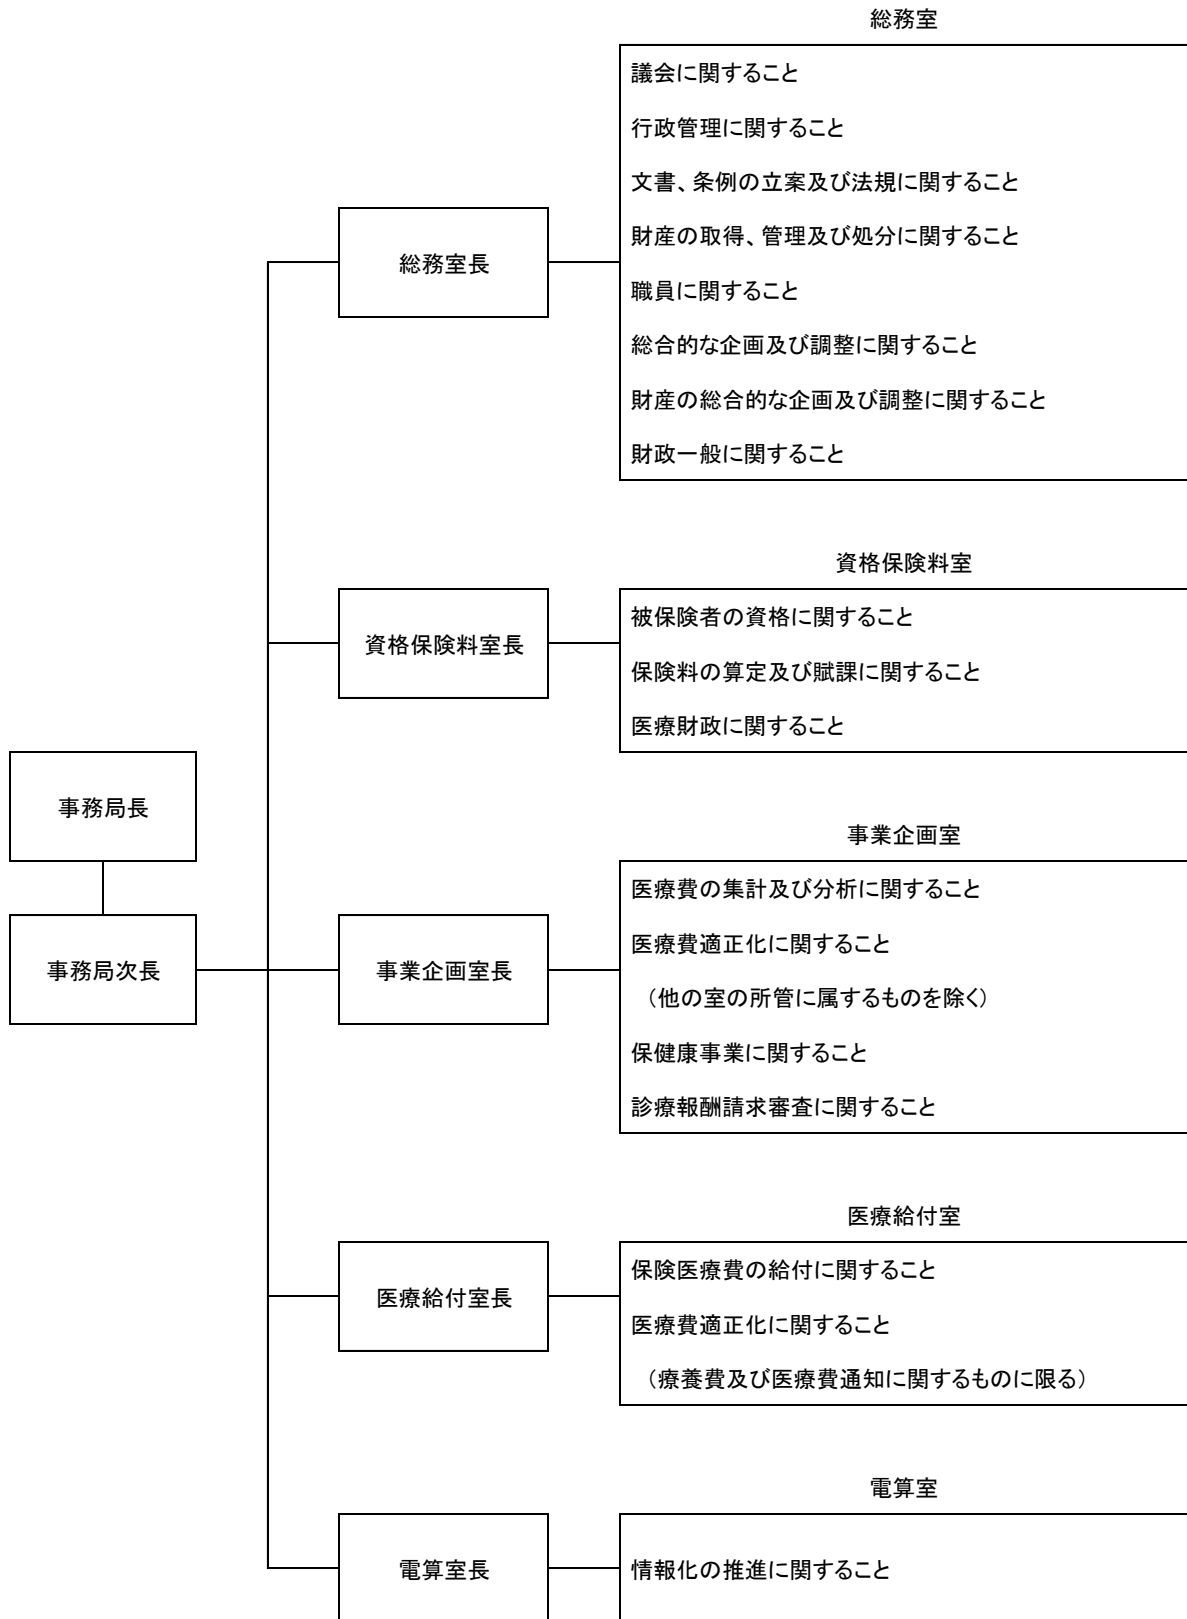 総務室
議会に関すること
行政管理に関すること
文書、条例の立案及び法規に関すること
財産の取得、管理及び処分に関すること
職員に関すること
総合的な企画及び調整に関すること
財産の総合的な企画及び調整に関すること
財政一般に関すること
総務室長
資格保険料室
被保険者の資格に関すること
保険料の算定及び賦課に関すること
医療財政に関すること
資格保険料室長
事務局長
事務局次長
事業企画室
医療費の集計及び分析に関すること
医療費適正化に関すること
（他の室の所管に属するものを除く）
保健康事業に関すること
診療報酬請求審査に関すること
事業企画室長
医療給付室
保険医療費の給付に関すること
医療費適正化に関すること
（療養費及び医療費通知に関するものに限る）
医療給付室長
電算室
情報化の推進に関すること
電算室長